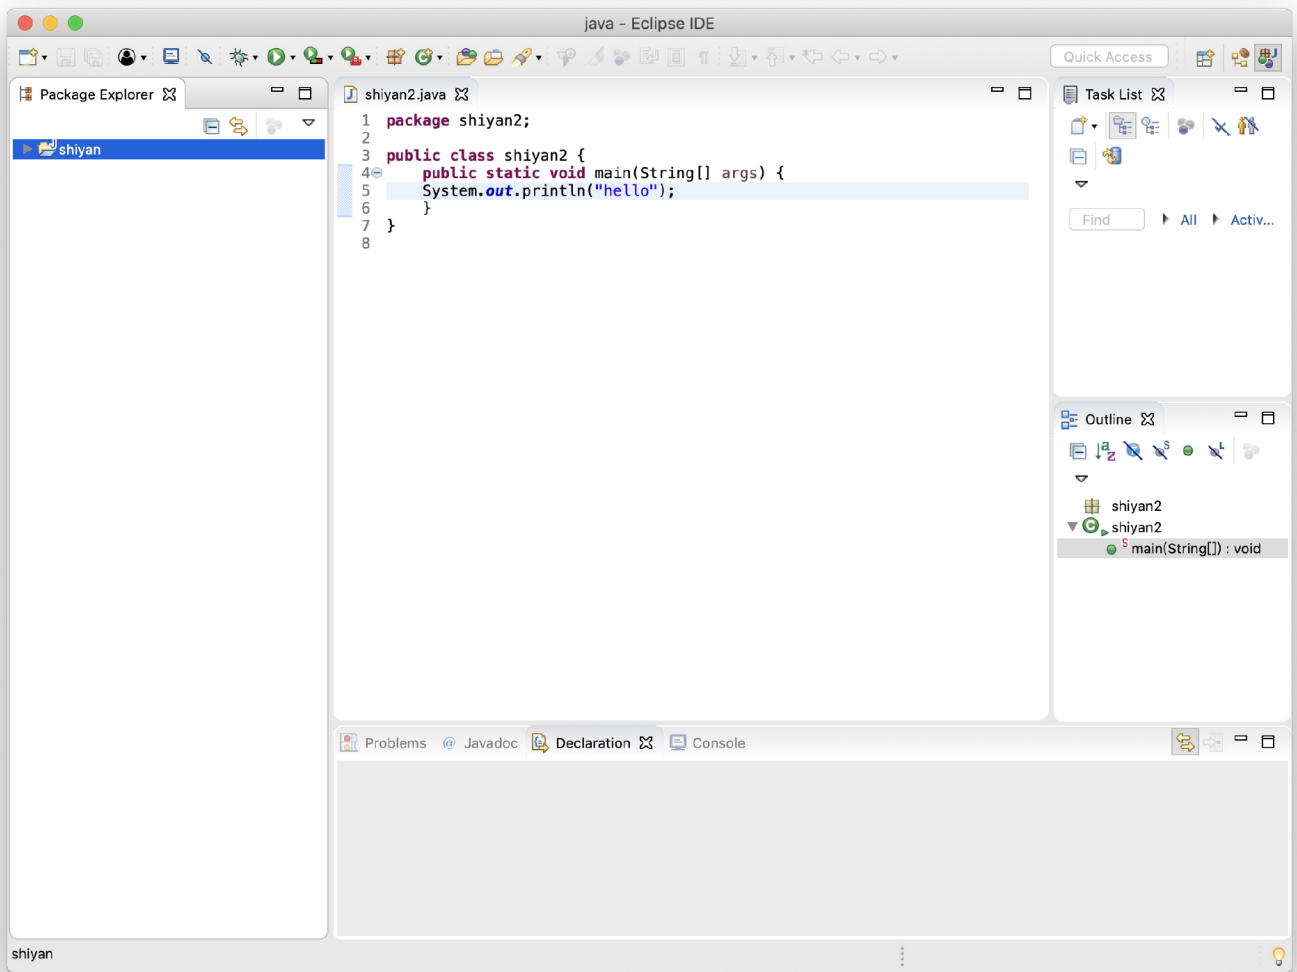 java - Eclipse IDE
Quick Access
Package Explorer
shiyan
shiyan2.java
1 package shiyan2;
2
3 public class shiyan2 {
4 public static void main(String[] args) {
5 System.out.println("hello");
6 }
7 }
8
Task List
Find All Activ...
Outline
shiyan2
shiyan2
main(String[]) : void
Problems @ Javadoc Declaration Console
shiyan